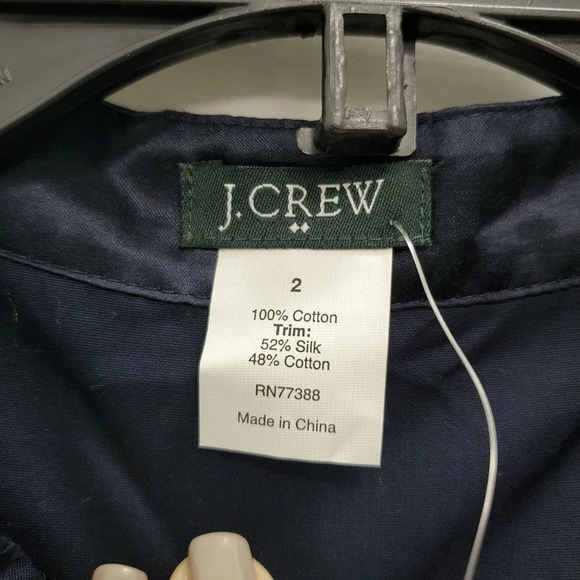 J.CREW
2
100% Cotton
Trim:
52% Silk
48% Cotton
RN77388
Made in China